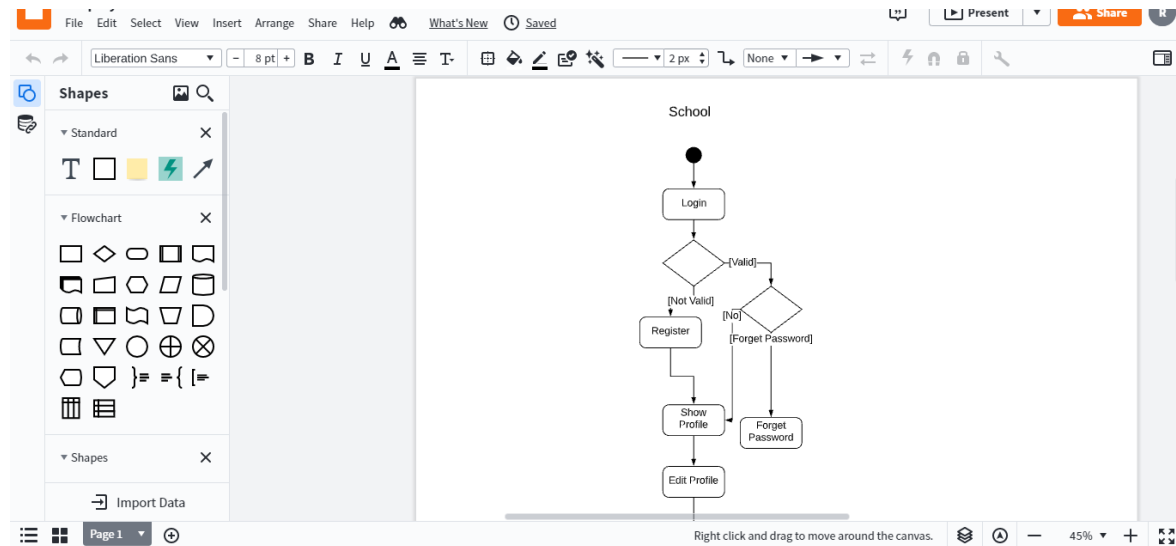 File Edit Select View Insert Arrange Share Help What's New Saved
Present Share R
Liberation Sans - 8 pt + B I U A T 2 px None
Shapes
Standard
T
Flowchart
Shapes
Import Data
School
Login
[Valid]
[Not Valid]
[No]
Register
[Forget Password]
Show
Profile
Forget
Password
Edit Profile
Page 1
Right click and drag to move around the canvas.
45%